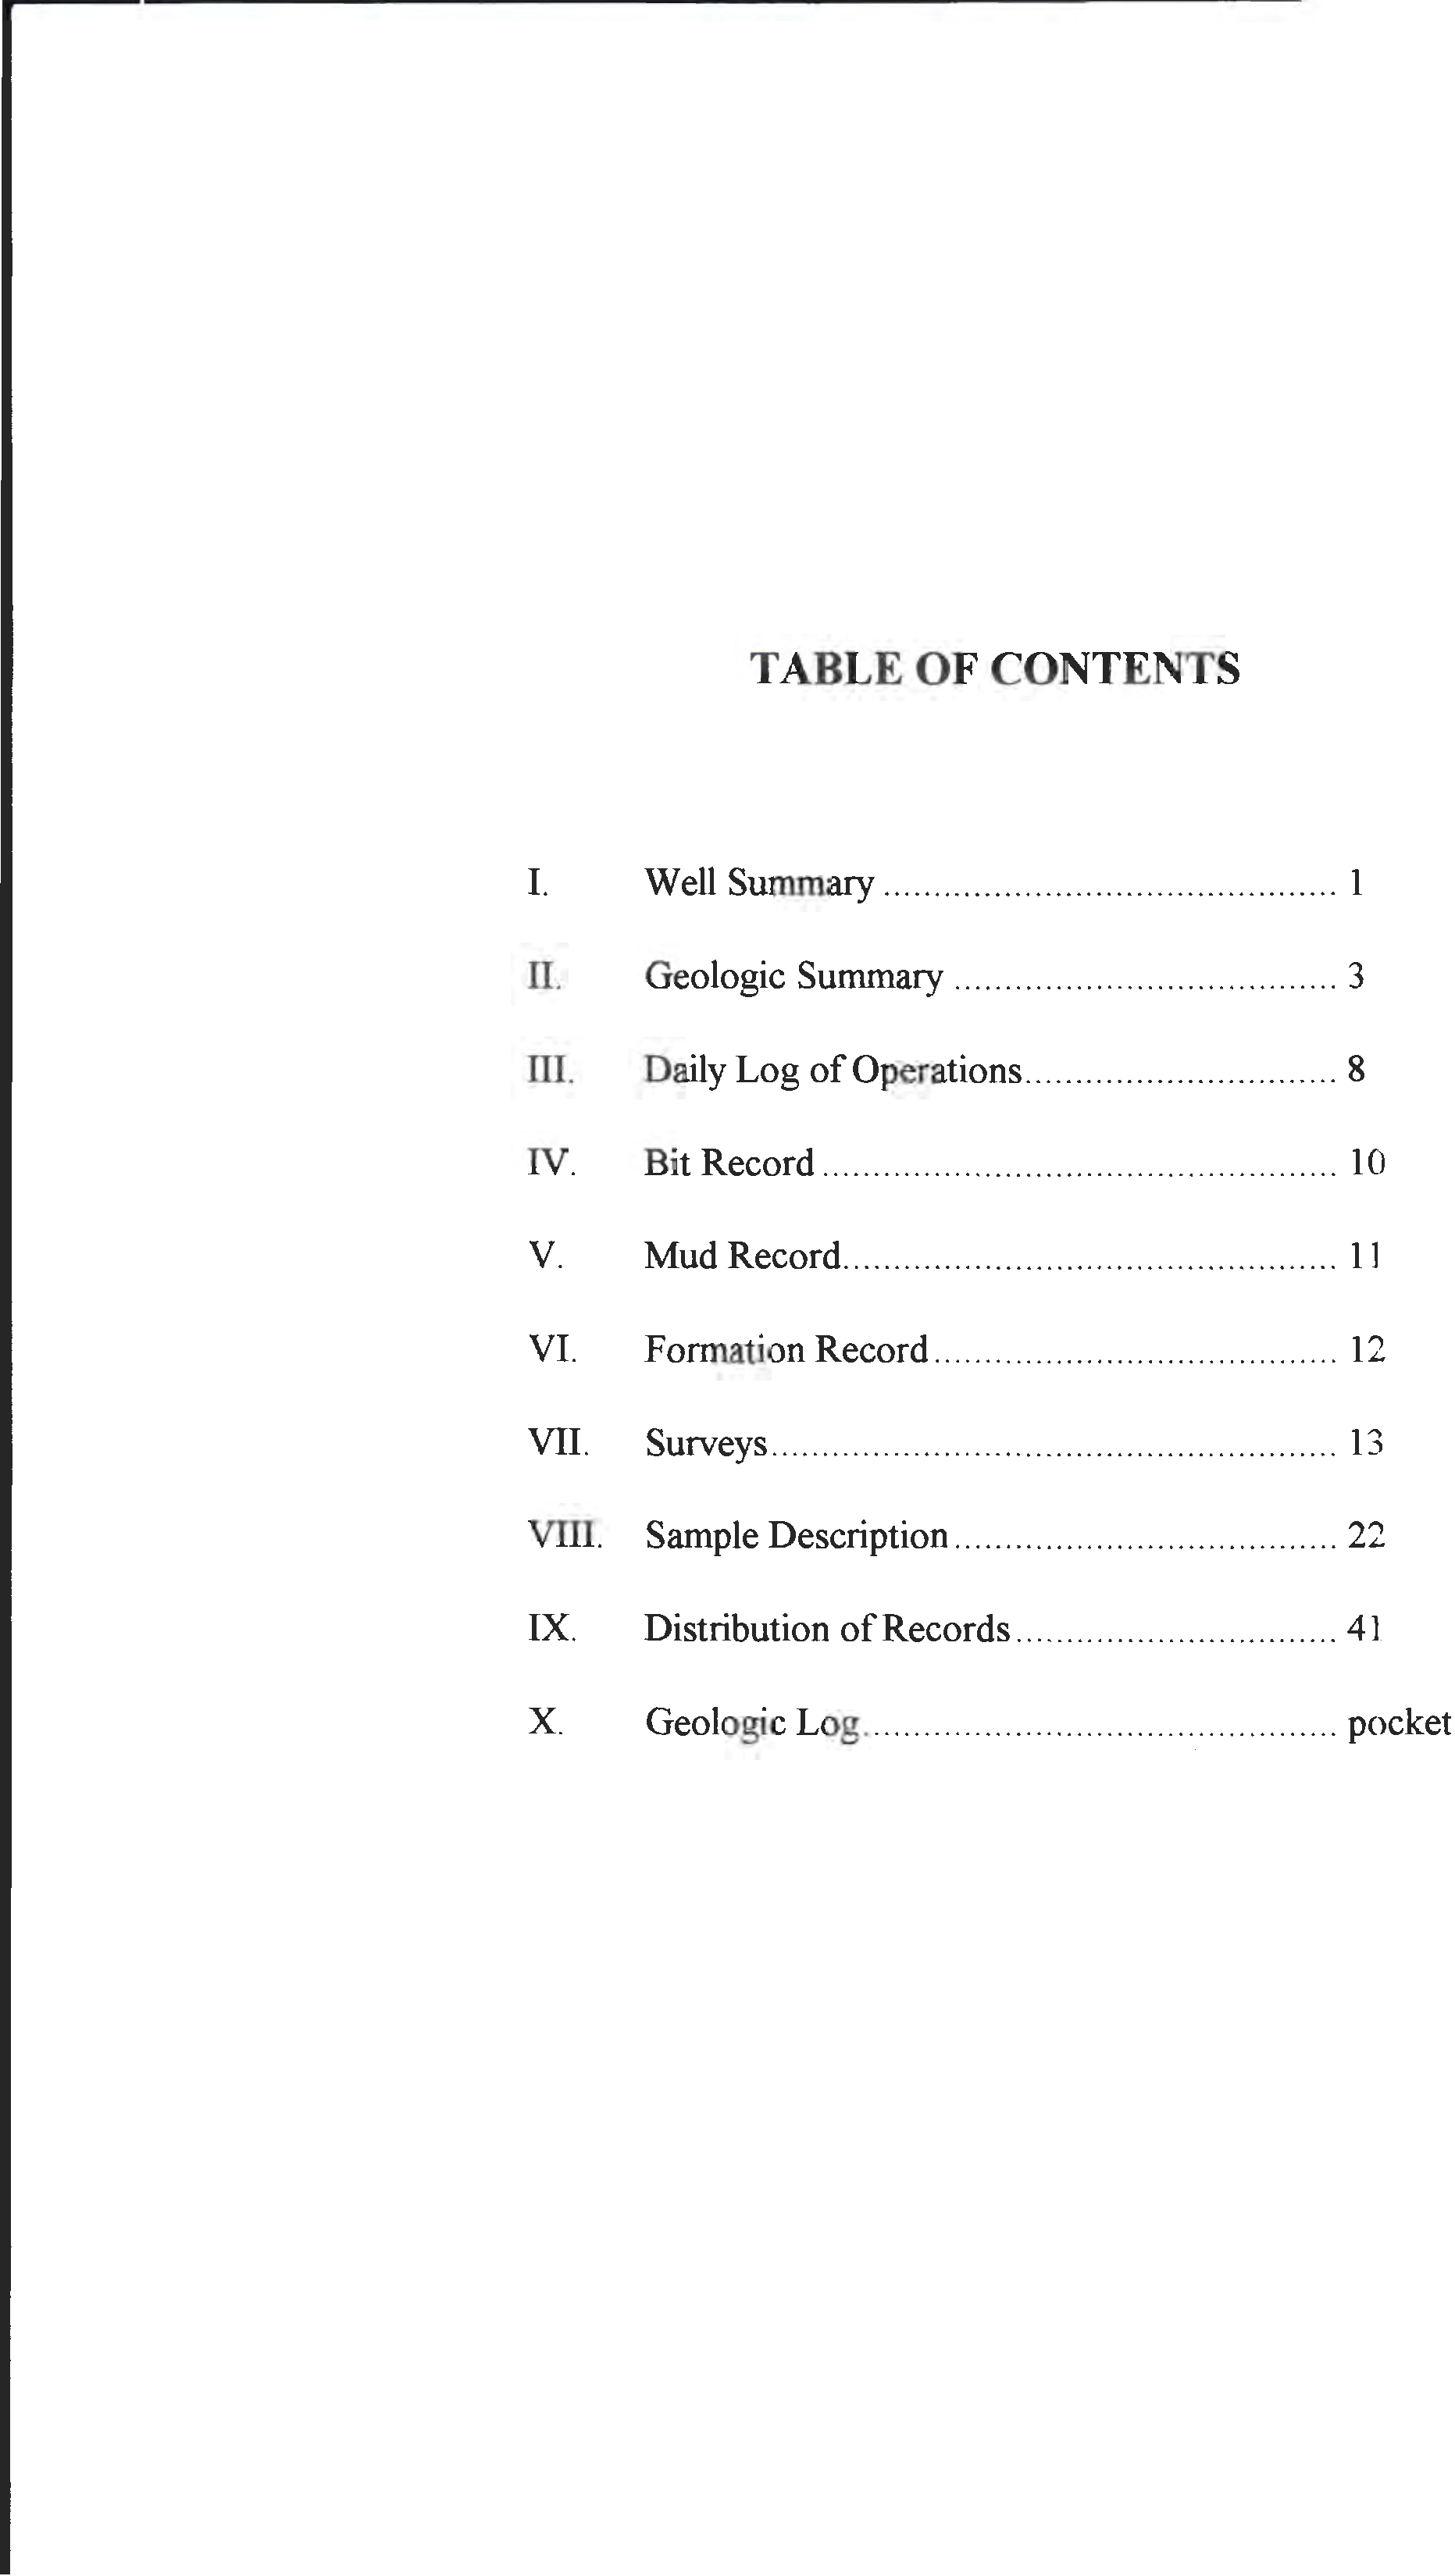 TABLE OF CONTENTS
I. Well Summary ............................................. 1
II. Geologic Summary ...................................... 3
III. Daily Log of Operations............................... 8
IV. Bit Record ................................................... 10
V. Mud Record................................................. 11
VI. Formation Record........................................ 12
VII. Surveys........................................................ 13
VIII. Sample Description...................................... 22
IX. Distribution of Records................................ 41
X. Geologic Log............................................... pocket